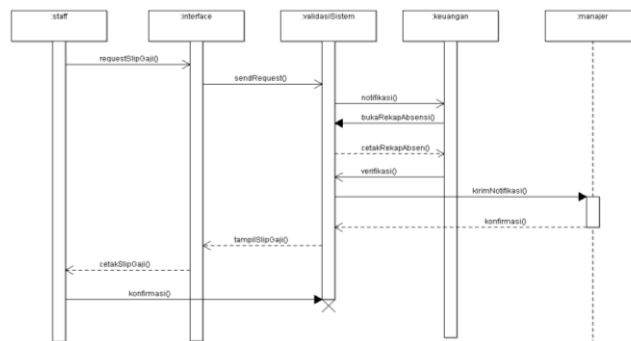 :staff
:interface
:validasiSistem
:keuangan
:manajer
requestSlipGaji()
sendRequest()
notifikasi()
bukaRekapAbsensi()
cetakRekapAbsen()
verifikasi()
kirimNotifikasi()
konfirmasi()
tampilSlipGaji()
cetakSlipGaji()
konfirmasi()